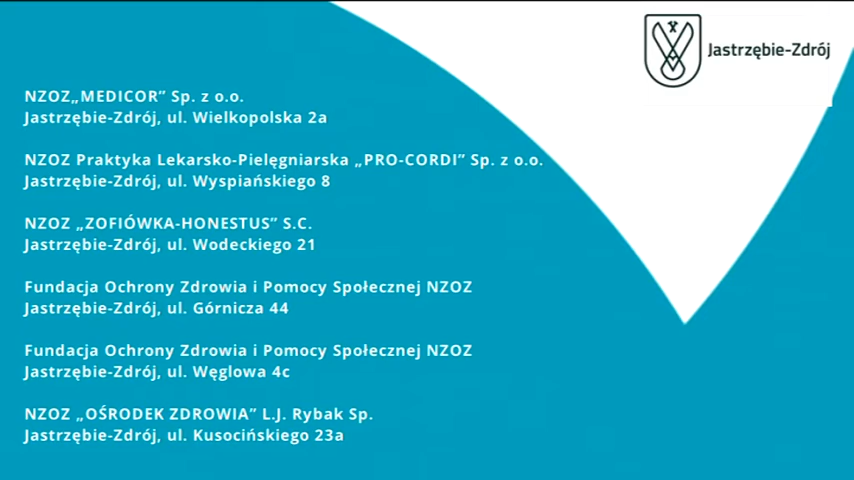 Jastrzębie-Zdrój
NZOZ„MEDICOR” Sp. z o.o.
Jastrzębie-Zdrój, ul. Wielkopolska 2a
NZOZ Praktyka Lekarsko-Pielęgniarska „PRO-CORDI” Sp. z o.o.
Jastrzębie-Zdrój, ul. Wyspiańskiego 8
NZOZ „ZOFIÓWKA-HONESTUS” S.C.
Jastrzębie-Zdrój, ul. Wodeckiego 21
Fundacja Ochrony Zdrowia i Pomocy Społecznej NZOZ
Jastrzębie-Zdrój, ul. Górnicza 44
Fundacja Ochrony Zdrowia i Pomocy Społecznej NZOZ
Jastrzębie-Zdrój, ul. Węglowa 4c
NZOZ „OŚRODEK ZDROWIA” L.J. Rybak Sp.
Jastrzębie-Zdrój, ul. Kusocińskiego 23a